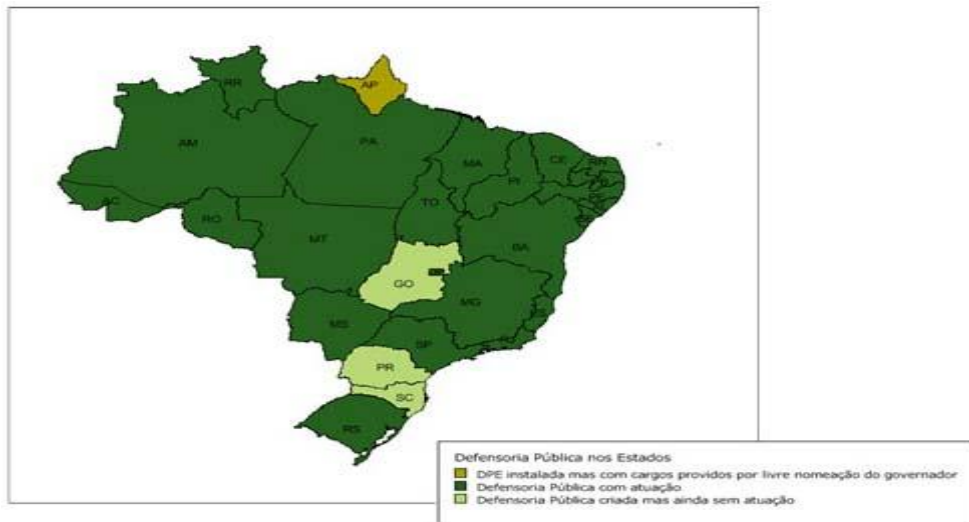 RR
AP
AM
PA
MA
CE
RN
PI
AC
TO
RO
MT
BA
GO
MG
MS
SP
PR
SC
RS
Defensoria Pública nos Estados
DPE instalada mas com cargos providos por livre nomeação do governador
Defensoria Pública com atuação
Defensoria Pública criada mas ainda sem atuação